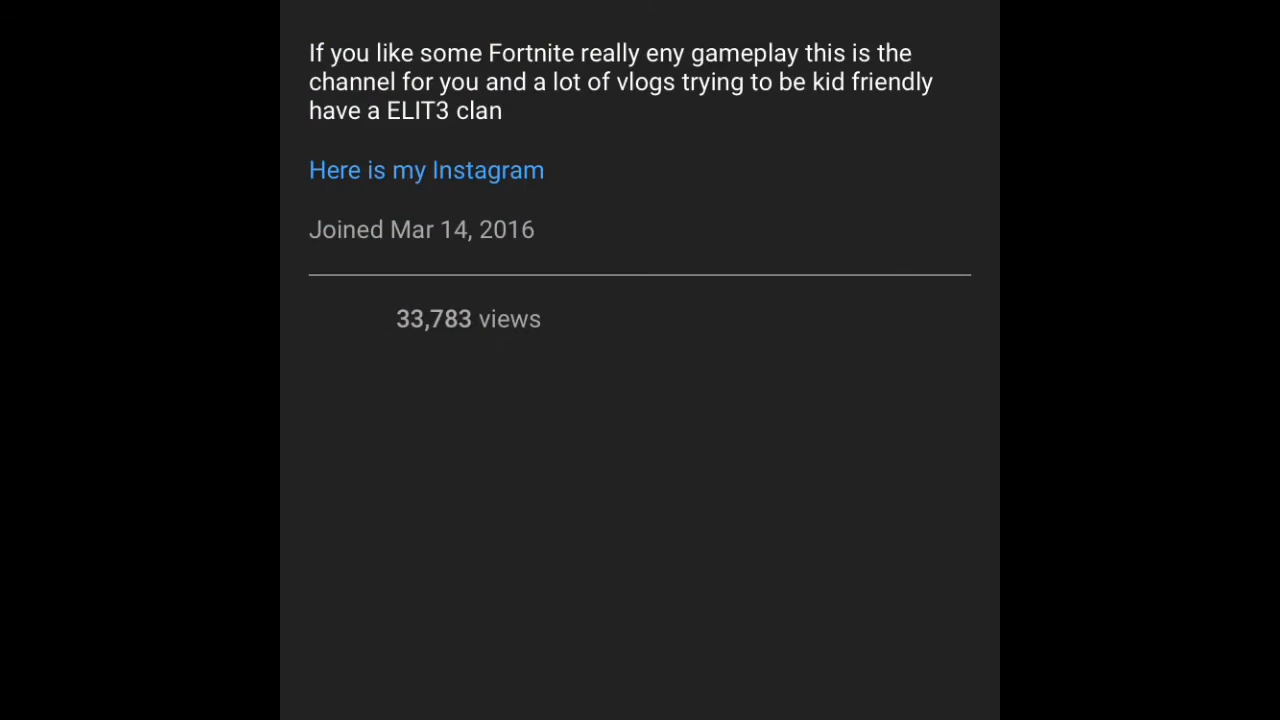 If you like some Fortnite really eny gameplay this is the
channel for you and a lot of vlogs trying to be kid friendly
have a ELIT3 clan
Here is my Instagram
Joined Mar 14, 2016
33,783 views